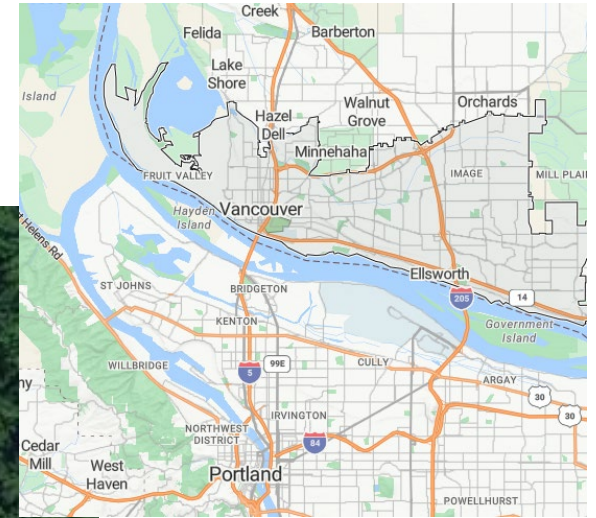 Creek
Felida
Barberton
Lake
Shore
Island
Hazel
Dell
Walnut
Grove
Orchards
Minnehaha
FRUIT VALLEY
IMAGE
MILL PLAIN
Hayden
Island
Vancouver
St Helens Rd
Ellsworth
ST JOHNS
BRIDGETON
205
14
Government
Island
KENTON
WILLBRIDGE
5
99E
CULLY
ARGAY
30
30
IRVINGTON
NORTHWEST
DISTRICT
84
Cedar
Mill
West
Haven
Portland
POWELLHURST